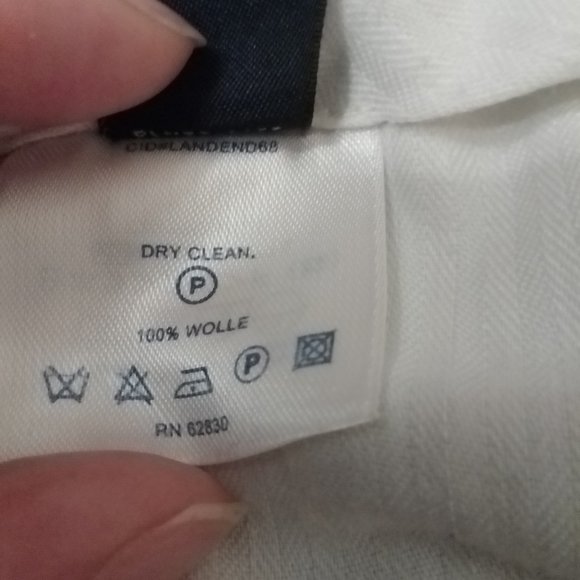 CID#LANDEND68
DRY CLEAN.
P
100% WOLLE
P
RN 62830